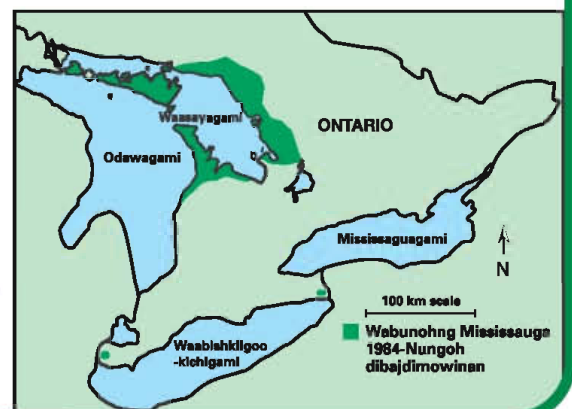 Waasayagami
ONTARIO
Odawagami
Mississaguagami
N
100 km scale
Waabishkiigoo
-kichigami
Wabunohng Mississauga
1984-Nungoh
dibajdimowinan